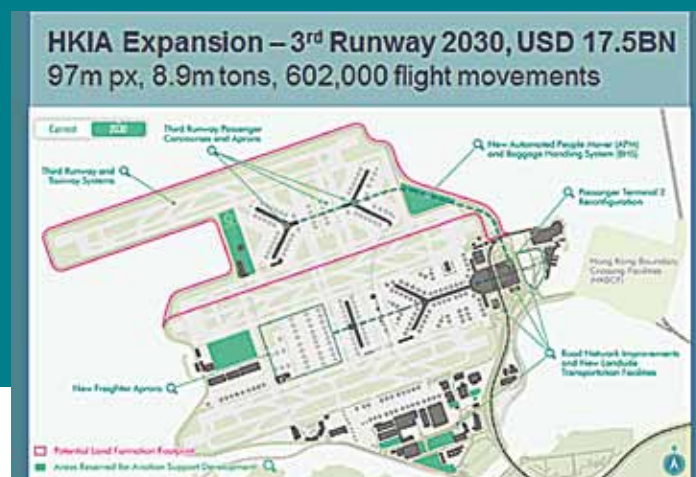 HKIA Expansion – 3rd Runway 2030, USD 17.5BN
97m px, 8.9m tons, 602,000 flight movements
2030
Third Runway Passenger
Concourses and Aprons
New Automated People Mover (APM)
and Baggage Handling System (BHS)
Third Runway and
Taxiway Systems
Passenger Terminal 2
Reconfiguration
Hong Kong Boundary
Crossing Facilities
(HKBCF)
Road Network Improvements
and New Landside
Transportation Facilities
New Freighter Aprons
Potential Land Formation Footprint
Areas Reserved for Aviation Support Development